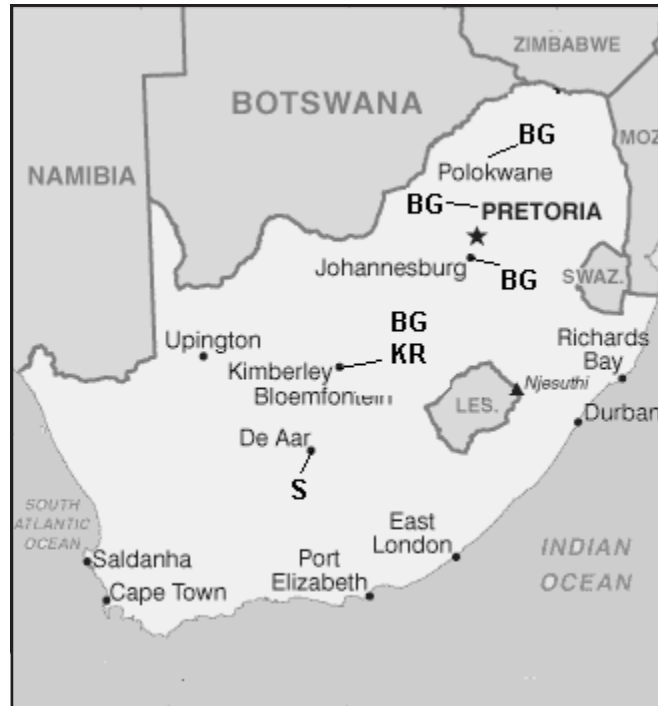 ZIMBABWE
BOTSWANA
BG
MOZ
NAMIBIA
Polokwane
BG
PRETORIA
Johannesburg
BG
SWAZ.
BG
KR
Upington
Richards
Bay
Kimberley
Bloemfontein
Njesuthi
LES.
Durban
De Aar
S
SOUTH
ATLANTIC
OCEAN
East
London
INDIAN
OCEAN
Saldanha
Port
Elizabeth
Cape Town